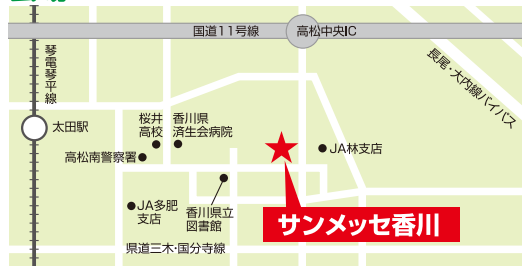 国道11号線
高松中央IC
琴電琴平線
長尾・大内線バイパス
太田駅
桜井
高校
香川県
済生会病院
高松南警察署
JA林支店
JA多肥
支店
香川県立
図書館
サンメッセ香川
県道三木・国分寺線